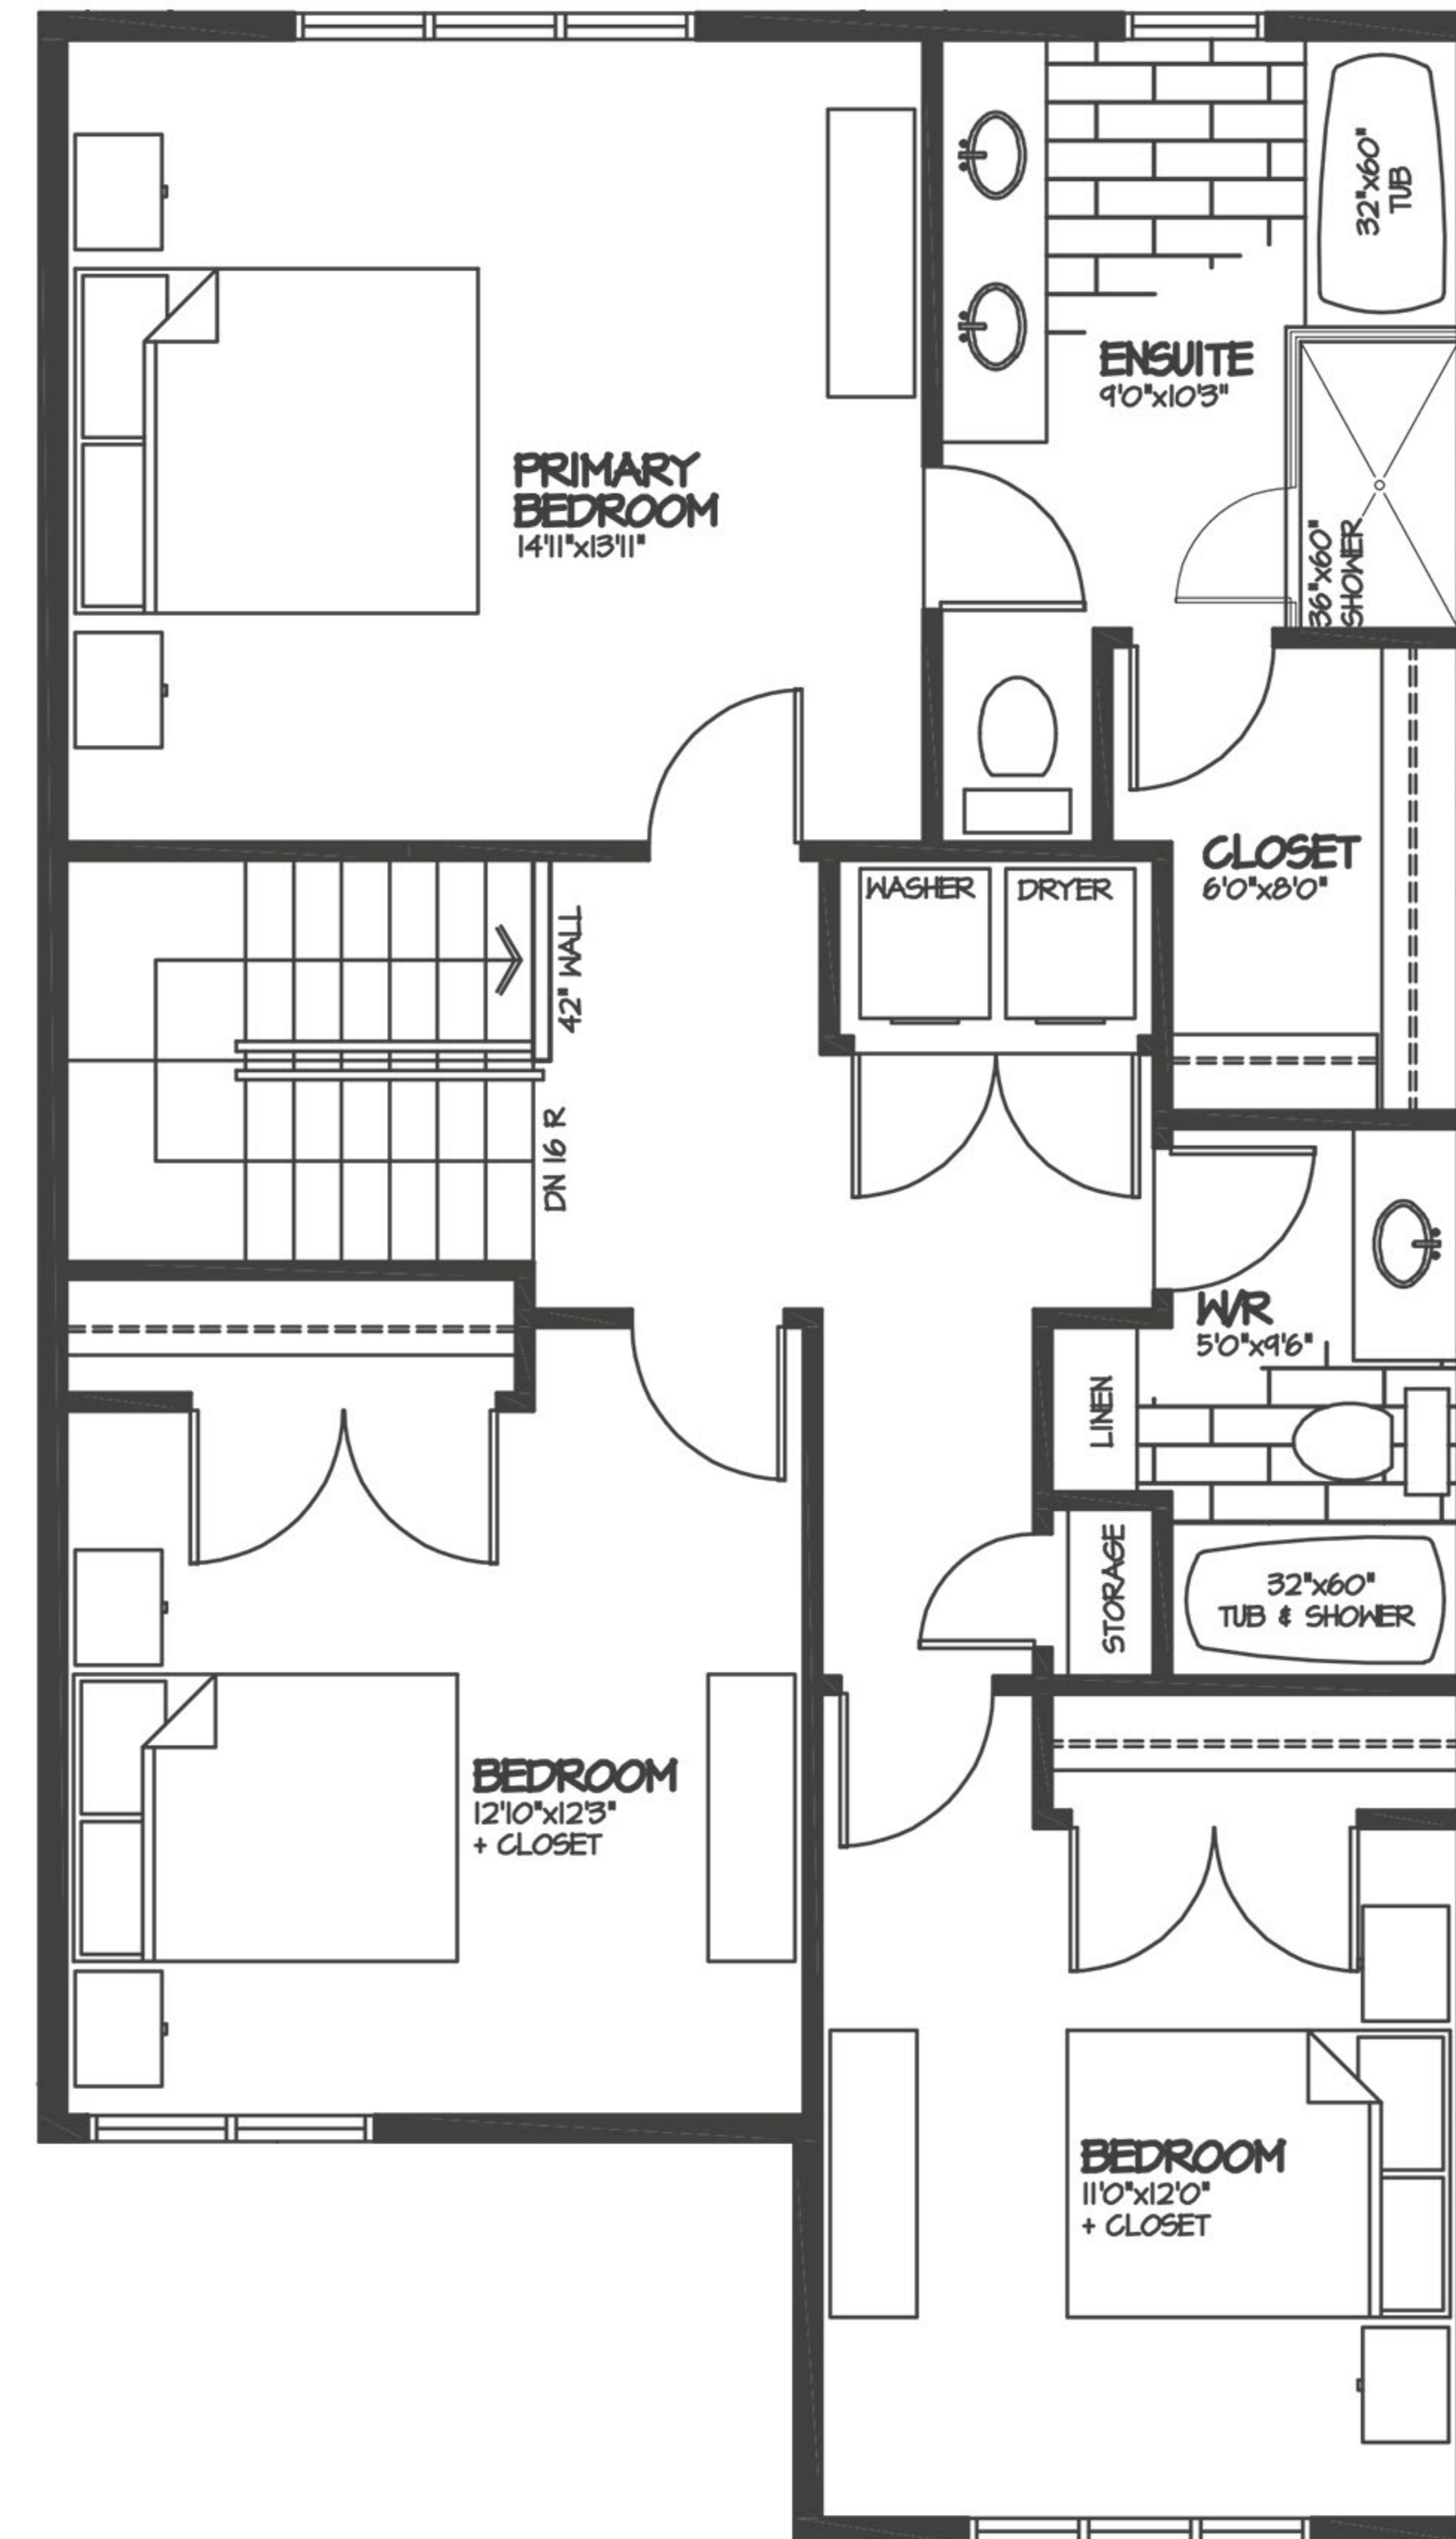 32"x60"
TUB
ENSUITE
9'0"x10'3"
PRIMARY
BEDROOM
14'11"x13'11"
36"x60"
SHOWER
CLOSET
6'0"x8'0"
WASHER
DRYER
42" WALL
DN 16 R
W/R
5'0"x9'6"
LINEN
STORAGE
32"x60"
TUB & SHOWER
BEDROOM
12'10"x12'3"
+ CLOSET
BEDROOM
11'0"x12'0"
+ CLOSET